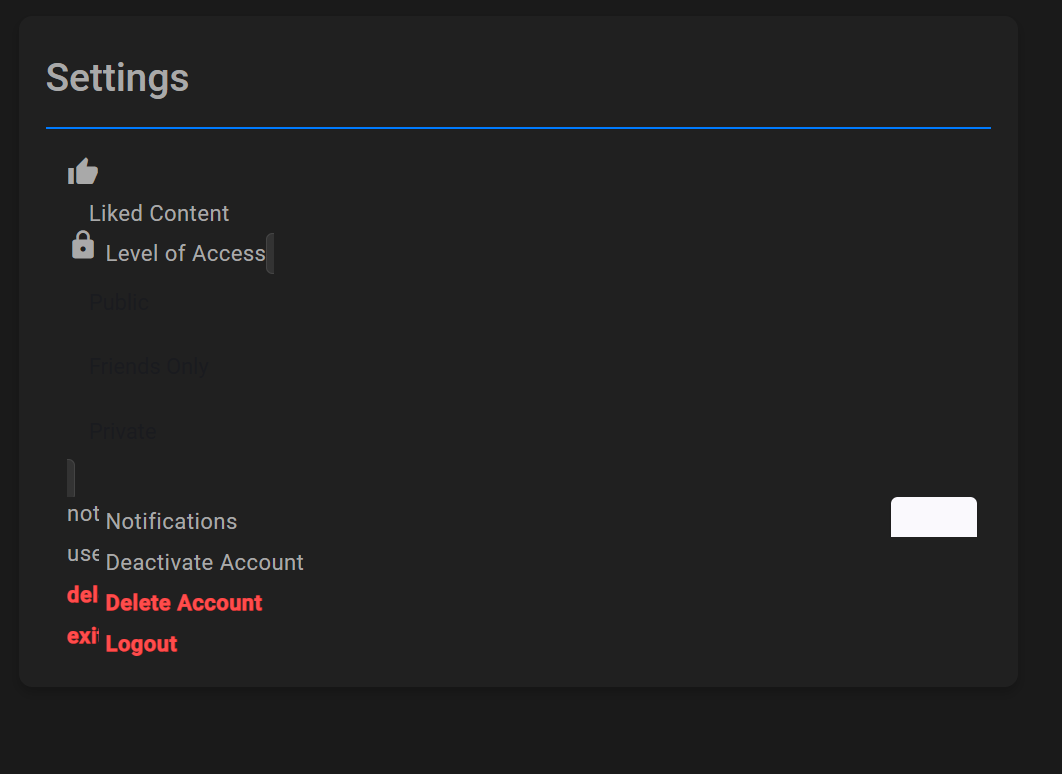 Settings
Liked Content
Level of Access
Public
Friends Only
Private
not Notifications
use Deactivate Account
del Delete Account
exit Logout